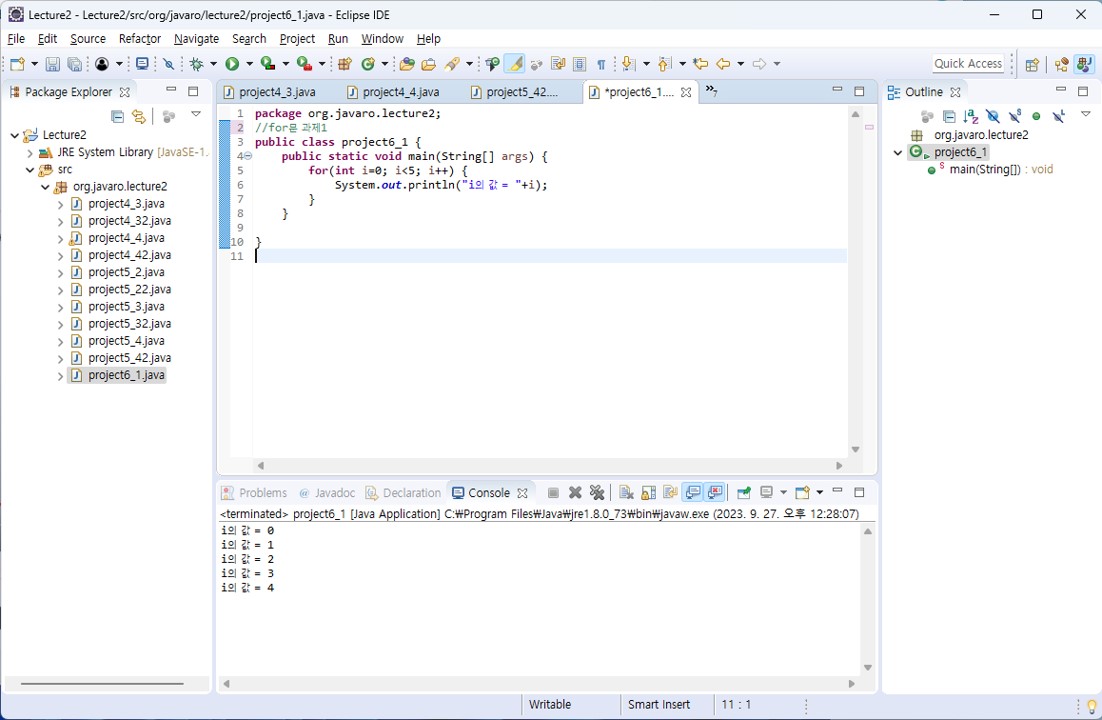 Lecture2 - Lecture2/src/org/javaro/lecture2/project6_1.java - Eclipse IDE
File Edit Source Refactor Navigate Search Project Run Window Help
Quick Access
Package Explorer
Lecture2
JRE System Library [JavaSE-1.
src
org.javaro.lecture2
project4_3.java
project4_32.java
project4_4.java
project4_42.java
project5_2.java
project5_22.java
project5_3.java
project5_32.java
project5_4.java
project5_42.java
project6_1.java
project4_3.java project4_4.java project5_42.... *project6_1.... »7
1 package org.javaro.lecture2;
2 //for문 과제1
3 public class project6_1 {
4 public static void main(String[] args) {
5 for(int i=0; i<5; i++) {
6 System.out.println("i의 값 = "+i);
7 }
8 }
9
10 }
11
Outline
org.javaro.lecture2
project6_1
main(String[]) : void
Problems @ Javadoc Declaration Console
<terminated> project6_1 [Java Application] C:₩Program Files₩Java₩jre1.8.0_73₩bin₩javaw.exe (2023. 9. 27. 오후 12:28:07)
i의 값 = 0
i의 값 = 1
i의 값 = 2
i의 값 = 3
i의 값 = 4
Writable Smart Insert 11 : 1